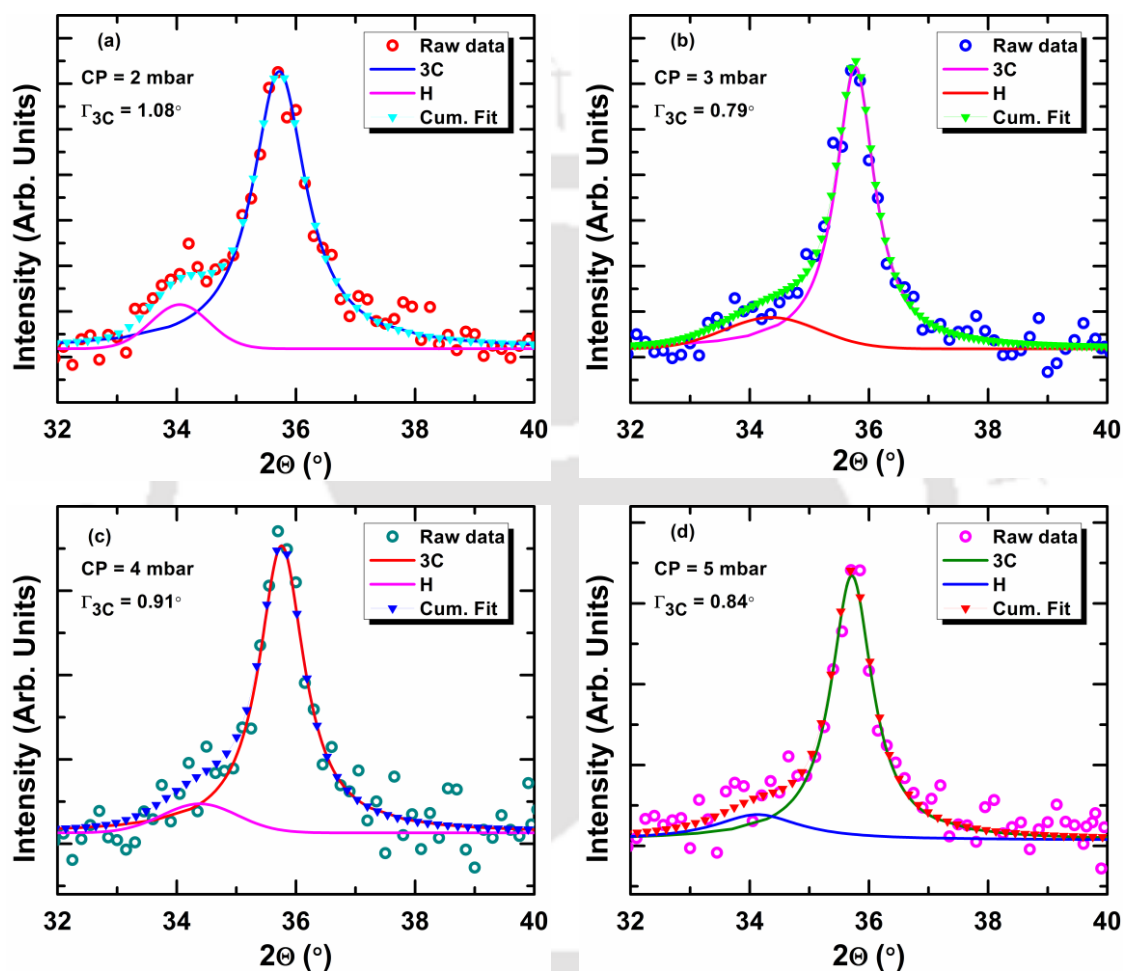 (a)
CP = 2 mbar
Γ3C = 1.08°
Raw data
3C
H
Cum. Fit
Intensity (Arb. Units)
32 34 36 38 40
2Θ (°)
(b)
CP = 3 mbar
Γ3C = 0.79°
Raw data
3C
H
Cum. Fit
Intensity (Arb. Units)
32 34 36 38 40
2Θ (°)
(c)
CP = 4 mbar
Γ3C = 0.91°
Raw data
3C
H
Cum. Fit
Intensity (Arb. Units)
32 34 36 38 40
2Θ (°)
(d)
CP = 5 mbar
Γ3C = 0.84°
Raw data
3C
H
Cum. Fit
Intensity (Arb. Units)
32 34 36 38 40
2Θ (°)